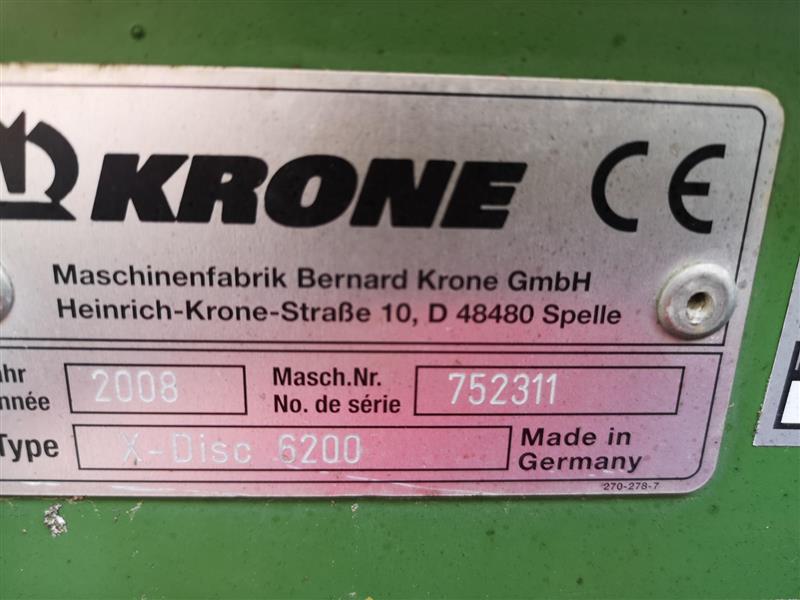 KRONE CE
Maschinenfabrik Bernard Krone GmbH
Heinrich-Krone-Straße 10, D 48480 Spelle
ahr 2008 Masch.Nr. 752311
nnée No. de série
Type X-Disc 6200 Made in
Germany
270-278-7